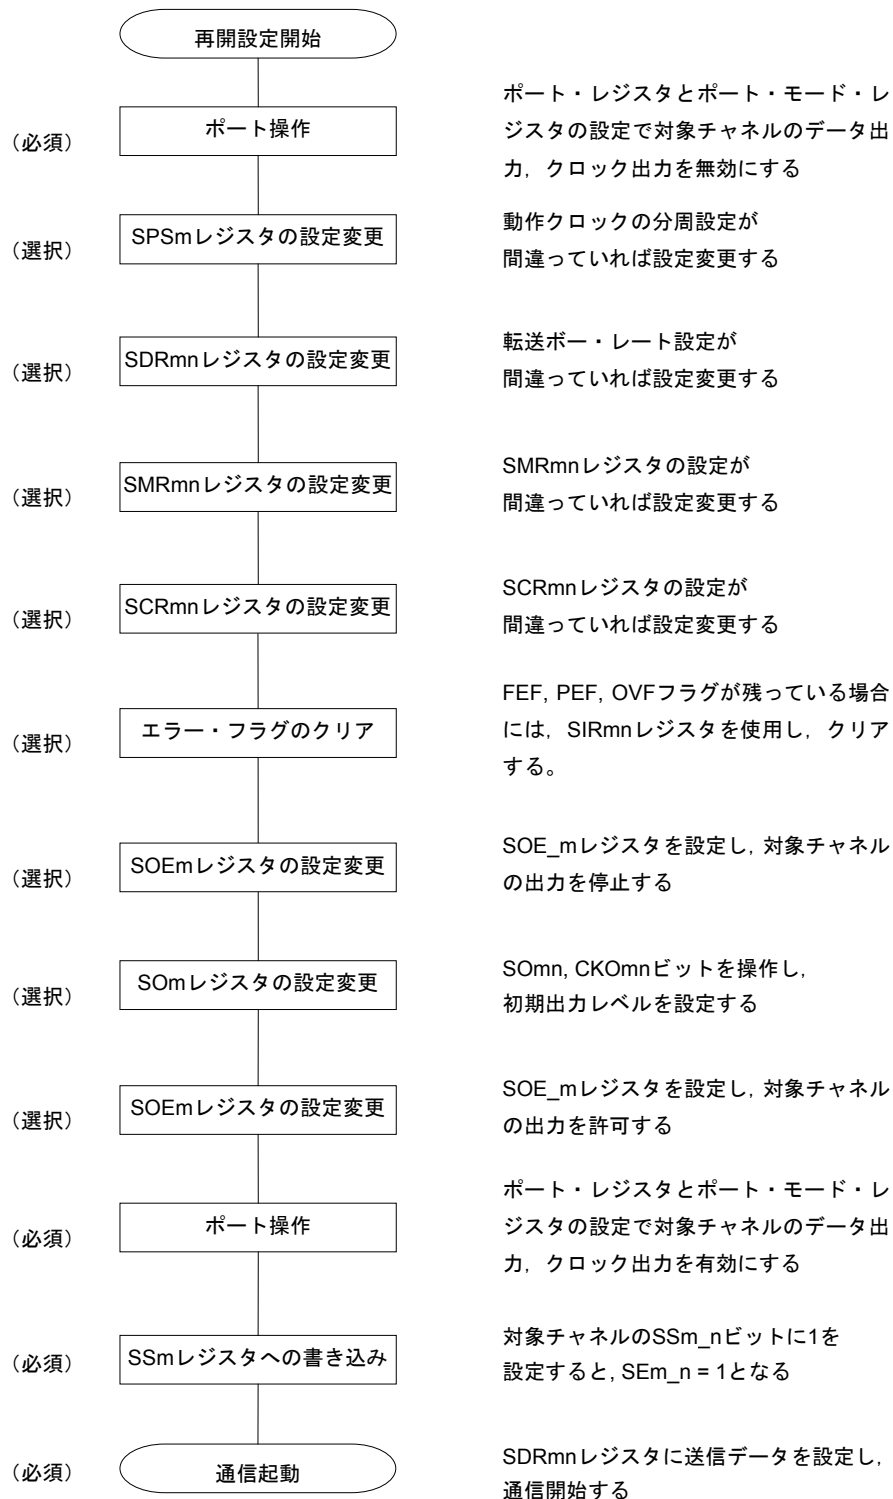 再開設定開始
(必須)
ポート操作
ポート・レジスタとポート・モード・レ
ジスタの設定で対象チャネルのデータ出
力，クロック出力を無効にする
(選択)
SPSmレジスタの設定変更
動作クロックの分周設定が
間違っていれば設定変更する
(選択)
SDRmnレジスタの設定変更
転送ボー・レート設定が
間違っていれば設定変更する
(選択)
SMRmnレジスタの設定変更
SMRmnレジスタの設定が
間違っていれば設定変更する
(選択)
SCRmnレジスタの設定変更
SCRmnレジスタの設定が
間違っていれば設定変更する
(選択)
エラー・フラグのクリア
FEF, PEF, OVFフラグが残っている場合
には，SIRmnレジスタを使用し，クリア
する。
(選択)
SOEmレジスタの設定変更
SOE_mレジスタを設定し, 対象チャネル
の出力を停止する
(選択)
SOmレジスタの設定変更
SOmn, CKOmnビットを操作し,
初期出力レベルを設定する
(選択)
SOEmレジスタの設定変更
SOE_mレジスタを設定し, 対象チャネル
の出力を許可する
(必須)
ポート操作
ポート・レジスタとポート・モード・レ
ジスタの設定で対象チャネルのデータ出
力，クロック出力を有効にする
(必須)
SSmレジスタへの書き込み
対象チャネルのSSm_nビットに1を
設定すると, SEm_n = 1となる
(必須)
通信起動
SDRmnレジスタに送信データを設定し,
通信開始する